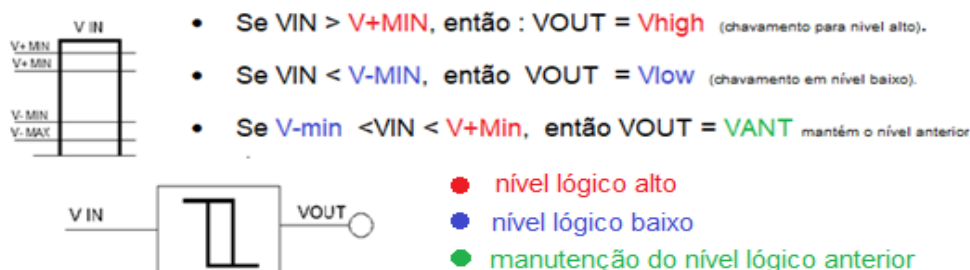 V IN
V+ MIN
V+ MIN
V- MIN
V- MAX
• Se VIN > V+MIN, então : VOUT = Vhigh (chavamento para nivel alto).
• Se VIN < V-MIN, então VOUT = Vlow (chavamento em nível baixo).
• Se V-min <VIN < V+Min, então VOUT = VANT mantém o nível anterior
V IN
VOUT
● nível lógico alto
● nível lógico baixo
● manutenção do nível lógico anterior